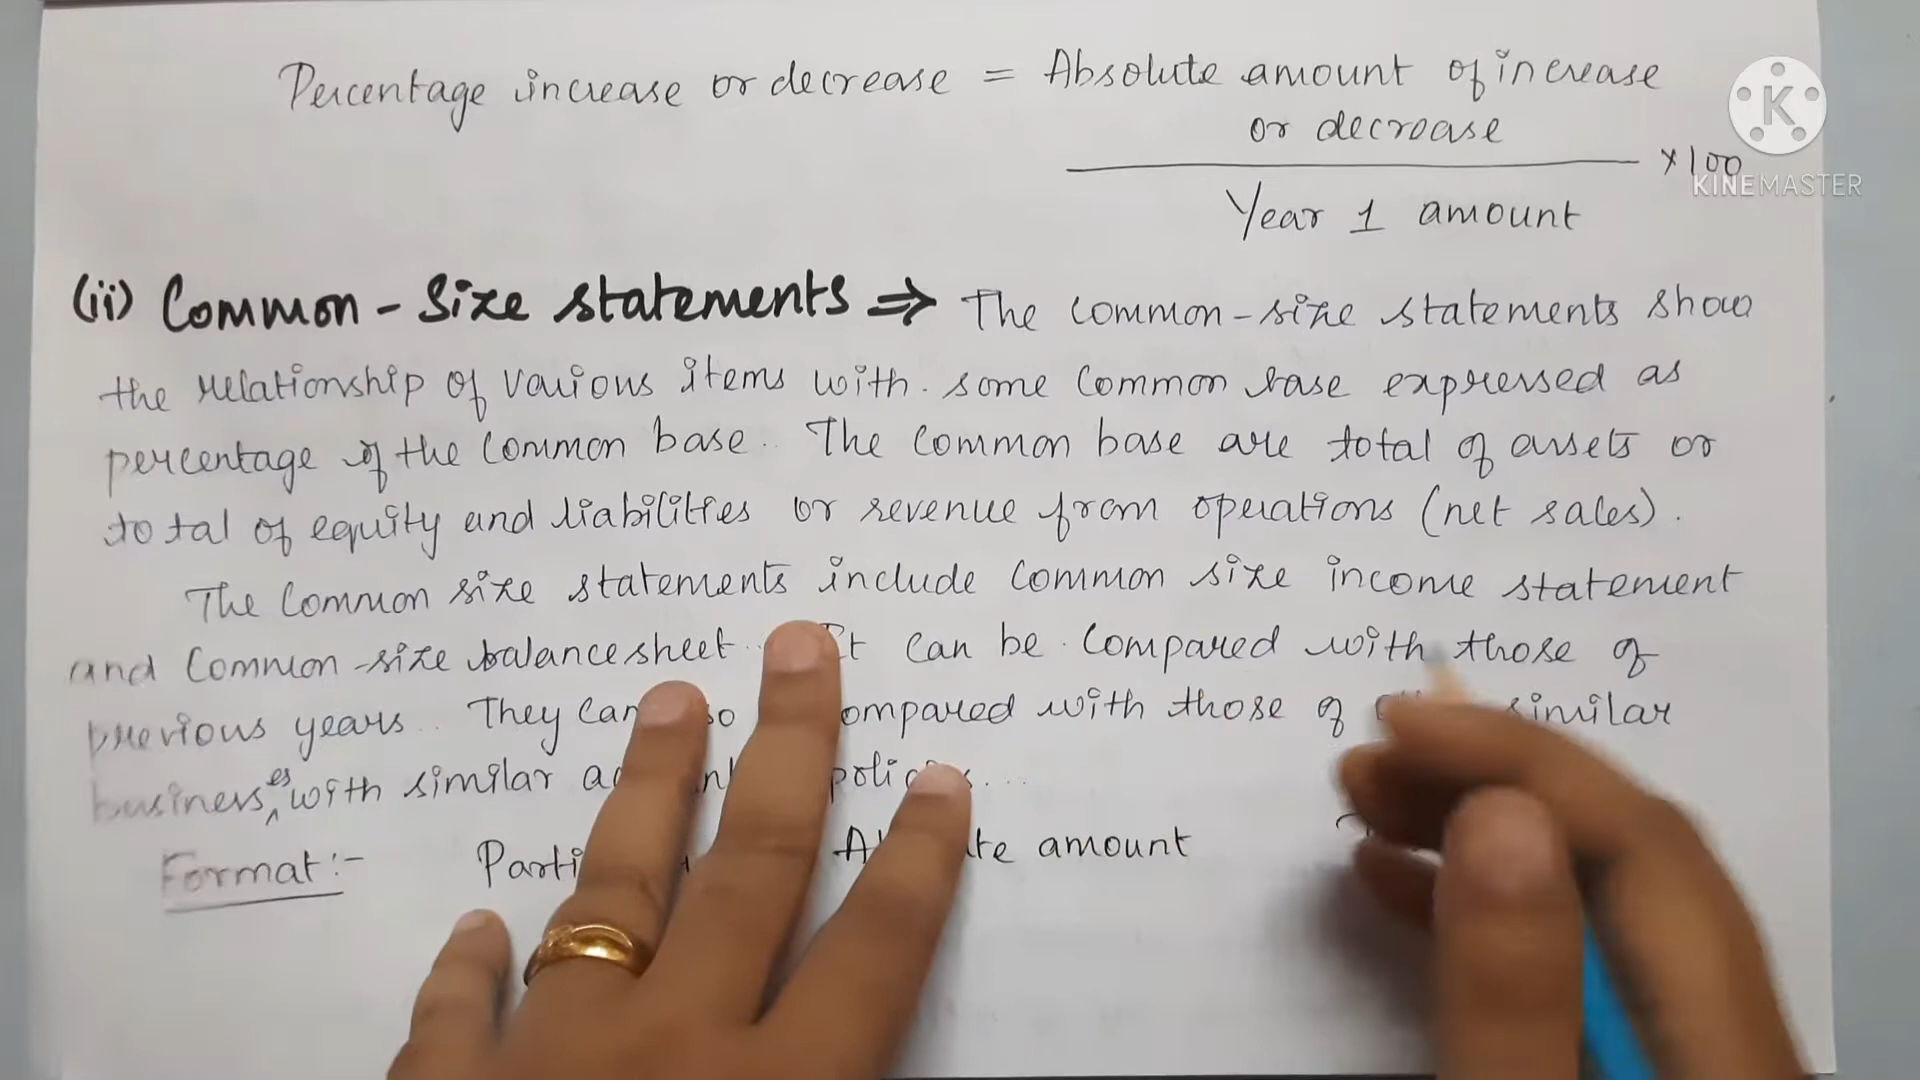 Percentage increase or decrease = Absolute amount of increase
or decrease
× 100
KINEMASTER
Year 1 amount
(ii) Common-Size statements ⇒ The common-size statements show
the relationship of various items with some common base expressed as
percentage of the common base. The common base are total of assets or
total of equity and liabilities or revenue from operations (net sales).
The common size statements include common size income statement
and common-size balance sheet. It can be compared with those of
previous years. They can compared with those of similar
businesses with similar
Format:- amount